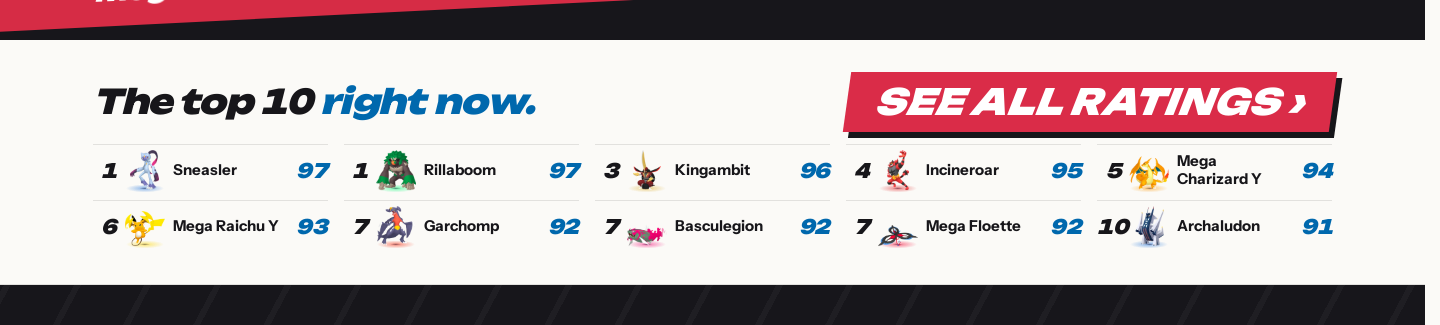 The top 10 right now.
SEE ALL RATINGS ›
1 Sneasler 97
1 Rillaboom 97
3 Kingambit 96
4 Incineroar 95
5 Mega
Charizard Y 94
6 Mega Raichu Y 93
7 Garchomp 92
7 Basculegion 92
7 Mega Floette 92
10 Archaludon 91